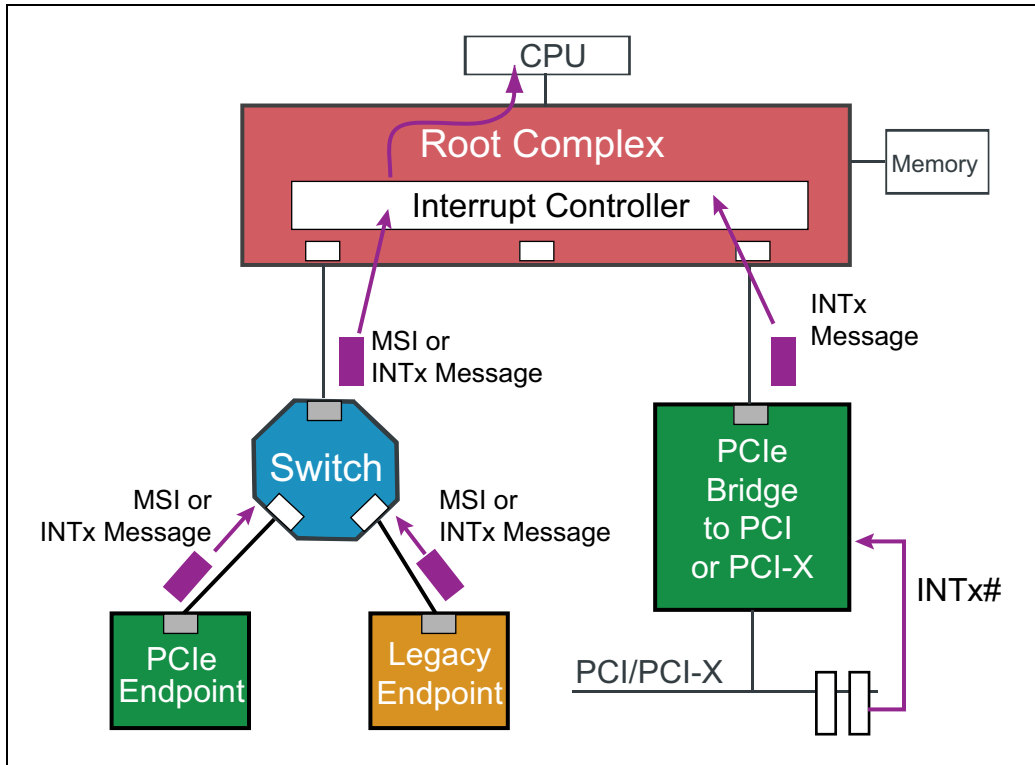 CPU
Root Complex
Memory
Interrupt Controller
MSI or
INTx Message
INTx
Message
Switch
MSI or
INTx Message
MSI or
INTx Message
PCIe
Bridge
to PCI
or PCI-X
INTx#
PCIe
Endpoint
Legacy
Endpoint
PCI/PCI-X